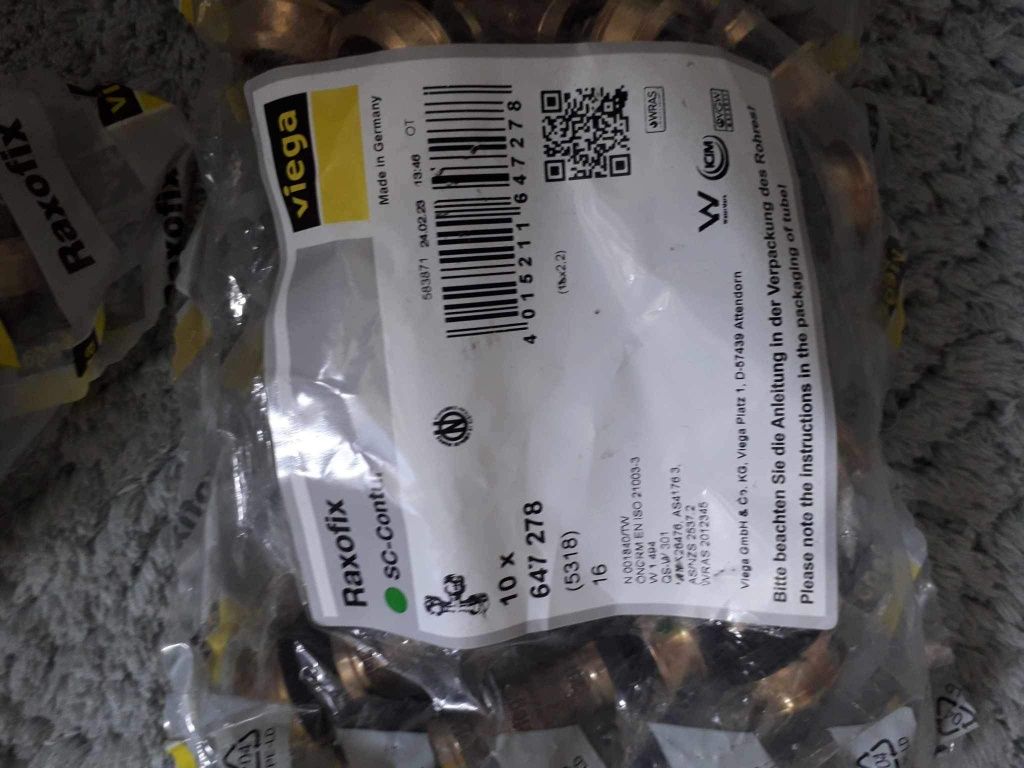 viega
Made in Germany
Raxofix
SC-Contur
583871 24.02.23 13:46 OT
4 015211 647278
10 x
647 278
(5318)
(16x2,2)
16
WRAS
N 001840/TW
ÖNORM EN ISO 21003-3
W 1.494
QS-W 301
AS4176 3,
AS/NZS 2537.2
WRAS 2012345
Viega GmbH & Co. KG, Viega Platz 1, D-57439 Attendorn
Bitte beachten Sie die Anleitung in der Verpackung des Rohres!
Please note the instructions in the packaging of tube!
Raxofix